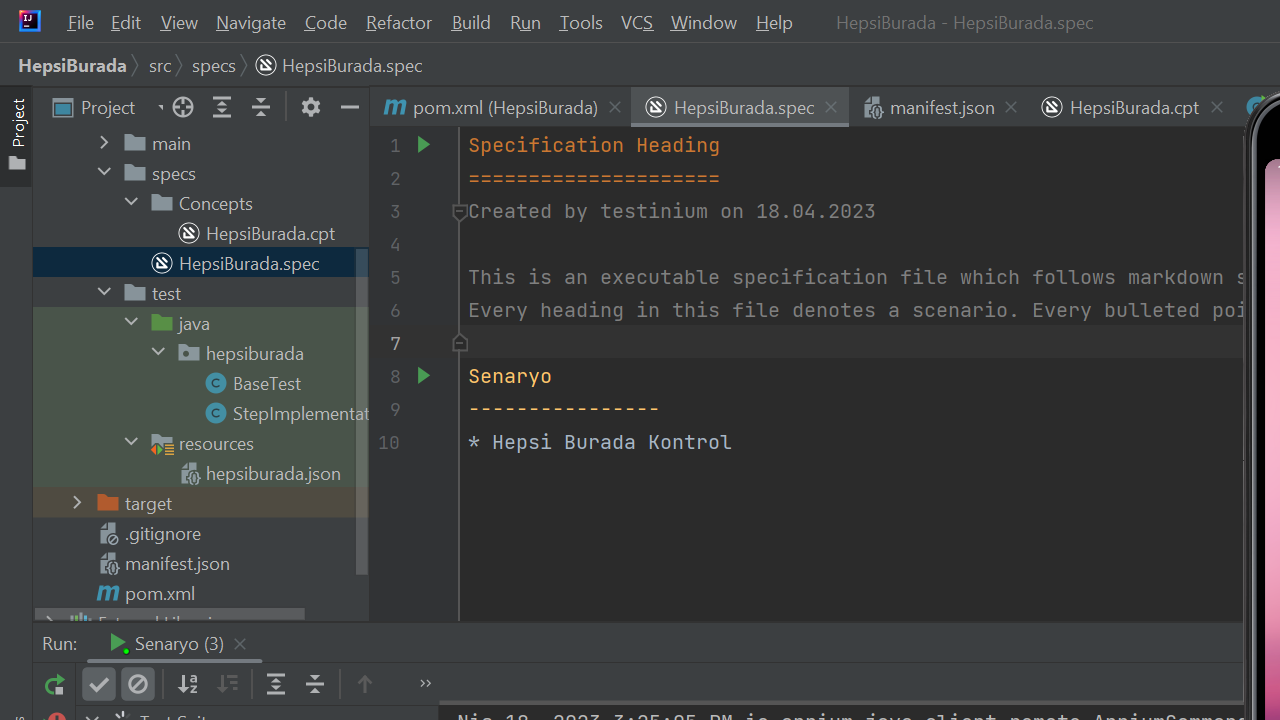 File Edit View Navigate Code Refactor Build Run Tools VCS Window Help HepsiBurada - HepsiBurada.spec
HepsiBurada src specs HepsiBurada.spec
Project
Project
pom.xml (HepsiBurada) HepsiBurada.spec manifest.json HepsiBurada.cpt
main
specs
Concepts
HepsiBurada.cpt
HepsiBurada.spec
test
java
hepsiburada
BaseTest
StepImplementat
resources
hepsiburada.json
target
.gitignore
manifest.json
pom.xml
1 Specification Heading
2 =====================
3 Created by testinium on 18.04.2023
4
5 This is an executable specification file which follows markdown s
6 Every heading in this file denotes a scenario. Every bulleted poi
7
8 Senaryo
9 ----------------
10 * Hepsi Burada Kontrol
Run: Senaryo (3)